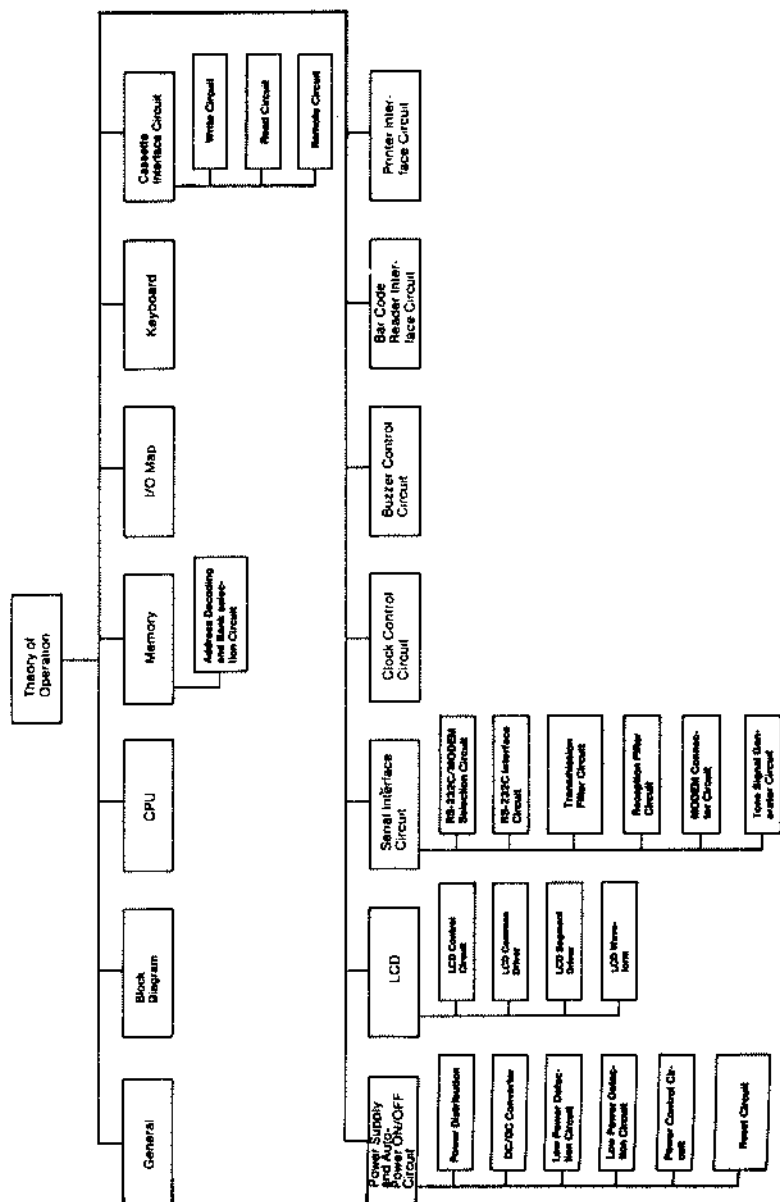 Theory of
Operation
General
Block
Diagram
CPU
Memory
Address Decoding
and Bank selec-
tion Circuit
I/O Map
Keyboard
Cassette
Interface Circuit
Write Circuit
Read Circuit
Remote Circuit
Power Supply
and Auto-
Power ON/OFF
Circuit
Power Distribution
DC/DC Converter
Low Power Detec-
tion Circuit
Low Power Detec-
tion Circuit
Power Control Cir-
cuit
Reset Circuit
LCD
LCD Control
Circuit
LCD Common
Driver
LCD Segment
Driver
LCD Wave-
form
Serial Interface
Circuit
RS-232C/MODEM
Selection Circuit
RS-232C Interface
Circuit
Transmission
Filter Circuit
Reception Filter
Circuit
MODEM Connec-
tor Circuit
Tone Signal Gen-
erator Circuit
Clock Control
Circuit
Buzzer Control
Circuit
Bar Code
Reader Inter-
face Circuit
Printer Inter-
face Circuit